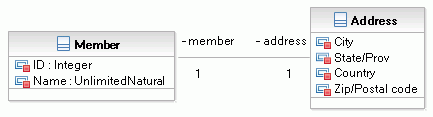 Member
ID : Integer
Name : UnlimitedNatural
- member
- address
1
1
Address
City
State/Prov
Country
Zip/Postal code